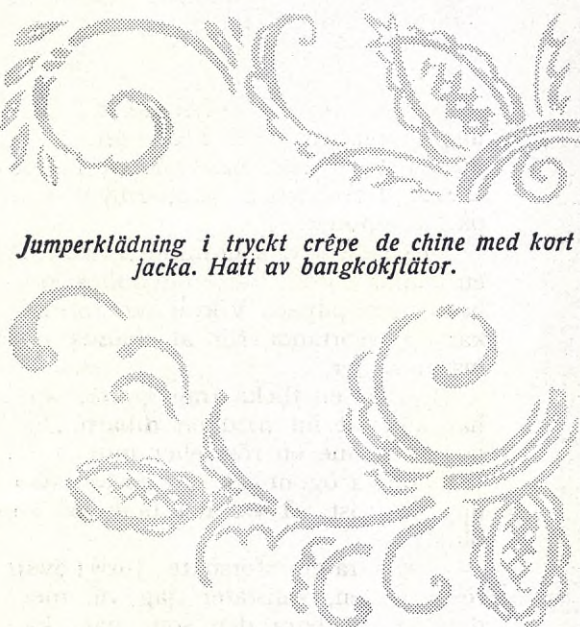 Jumperklädning i tryckt crêpe de chine med kort
jacka. Hatt av bangkokflätor.